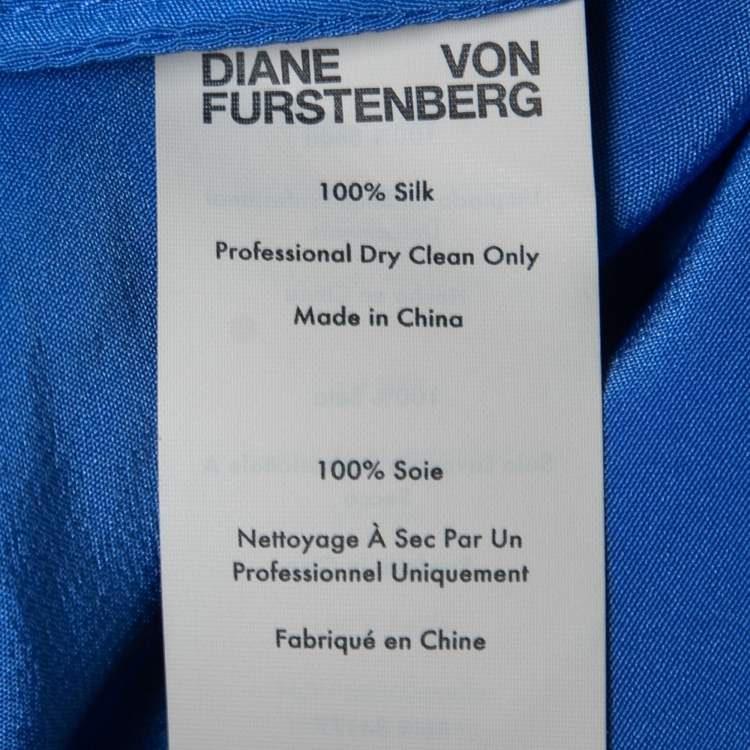 DIANE VON
FURSTENBERG
100% Silk
Professional Dry Clean Only
Made in China
100% Soie
Nettoyage À Sec Par Un
Professionnel Uniquement
Fabriqué en Chine